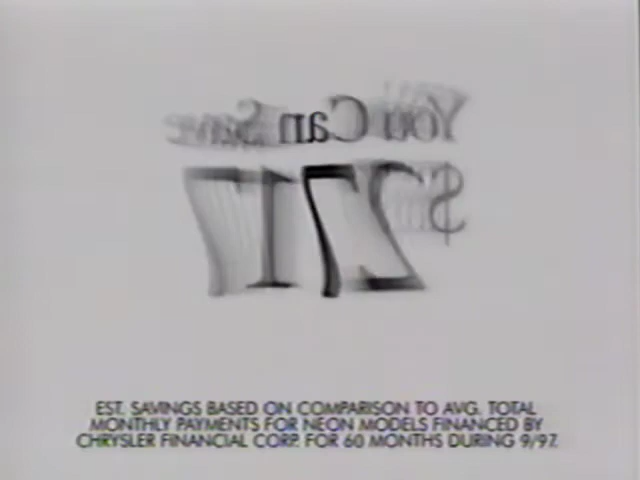 You Can Save
$2717
EST. SAVINGS BASED ON COMPARISON TO AVG. TOTAL
MONTHLY PAYMENTS FOR NEON MODELS FINANCED BY
CHRYSLER FINANCIAL CORP. FOR 60 MONTHS DURING 9/97.